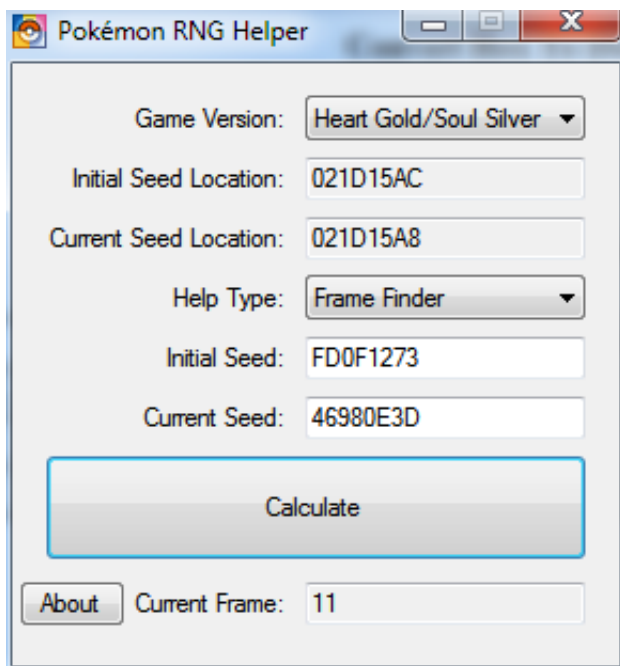 Pokémon RNG Helper
Game Version: Heart Gold/Soul Silver
Initial Seed Location: 021D15AC
Current Seed Location: 021D15A8
Help Type: Frame Finder
Initial Seed: FD0F1273
Current Seed: 46980E3D
Calculate
About Current Frame: 11